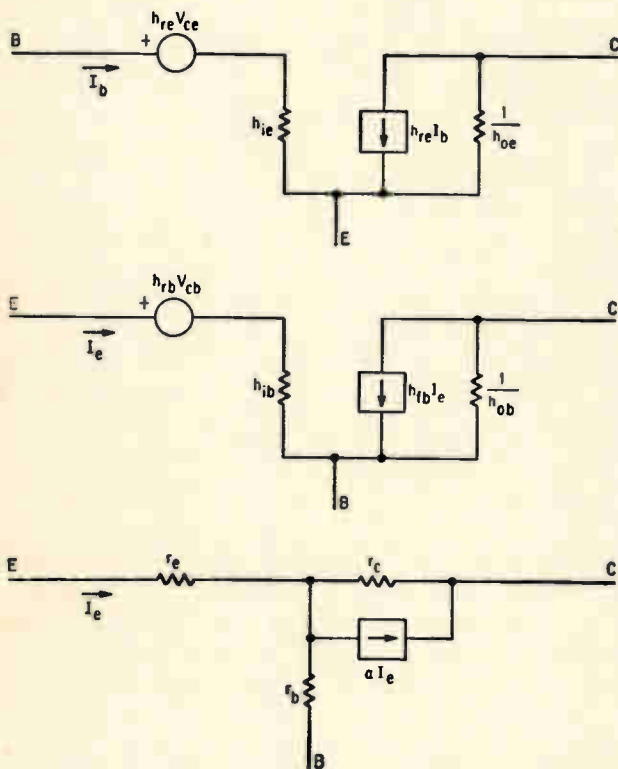 h_re V_ce
B + C
I_b
h_ie h_re I_b 1/h_oe
E
h_rb V_cb
E + C
I_e
h_ib h_fb I_e 1/h_ob
B
E r_e r_c C
I_e
α I_e
r_b
B